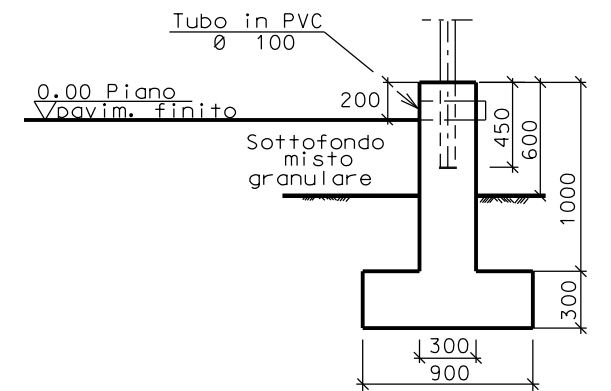 Tubo in PVC
Ø 100
0.00 Piano
pavim. finito
200
Sottofondo
misto
granulare
450
600
1000
300
300
900